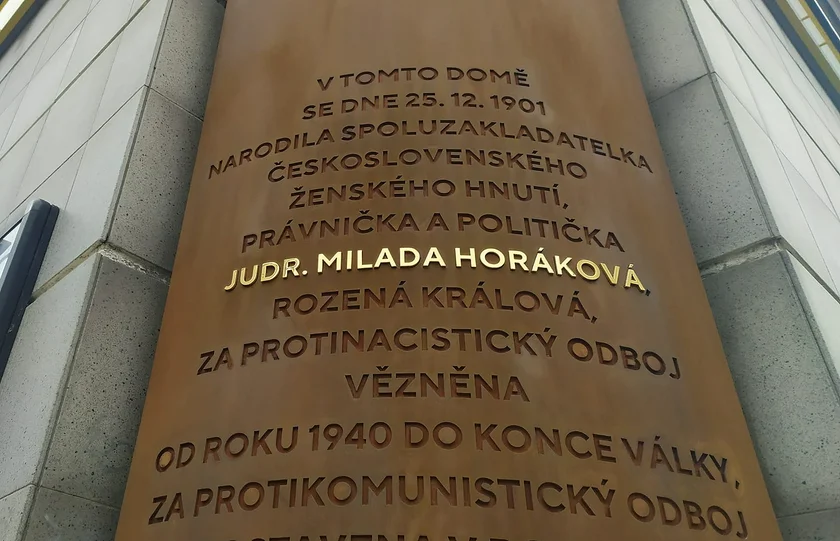 V TOMTO DOMĚ
SE DNE 25. 12. 1901
NARODILA SPOLUZAKLADATELKA
ČESKOSLOVENSKÉHO
ŽENSKÉHO HNUTÍ,
PRÁVNIČKA A POLITIČKA
JUDR. MILADA HORÁKOVÁ,
ROZENÁ KRÁLOVÁ,
ZA PROTINACISTICKÝ ODBOJ
VĚZNĚNA
OD ROKU 1940 DO KONCE VÁLKY,
ZA PROTIKOMUNISTICKÝ ODBOJ